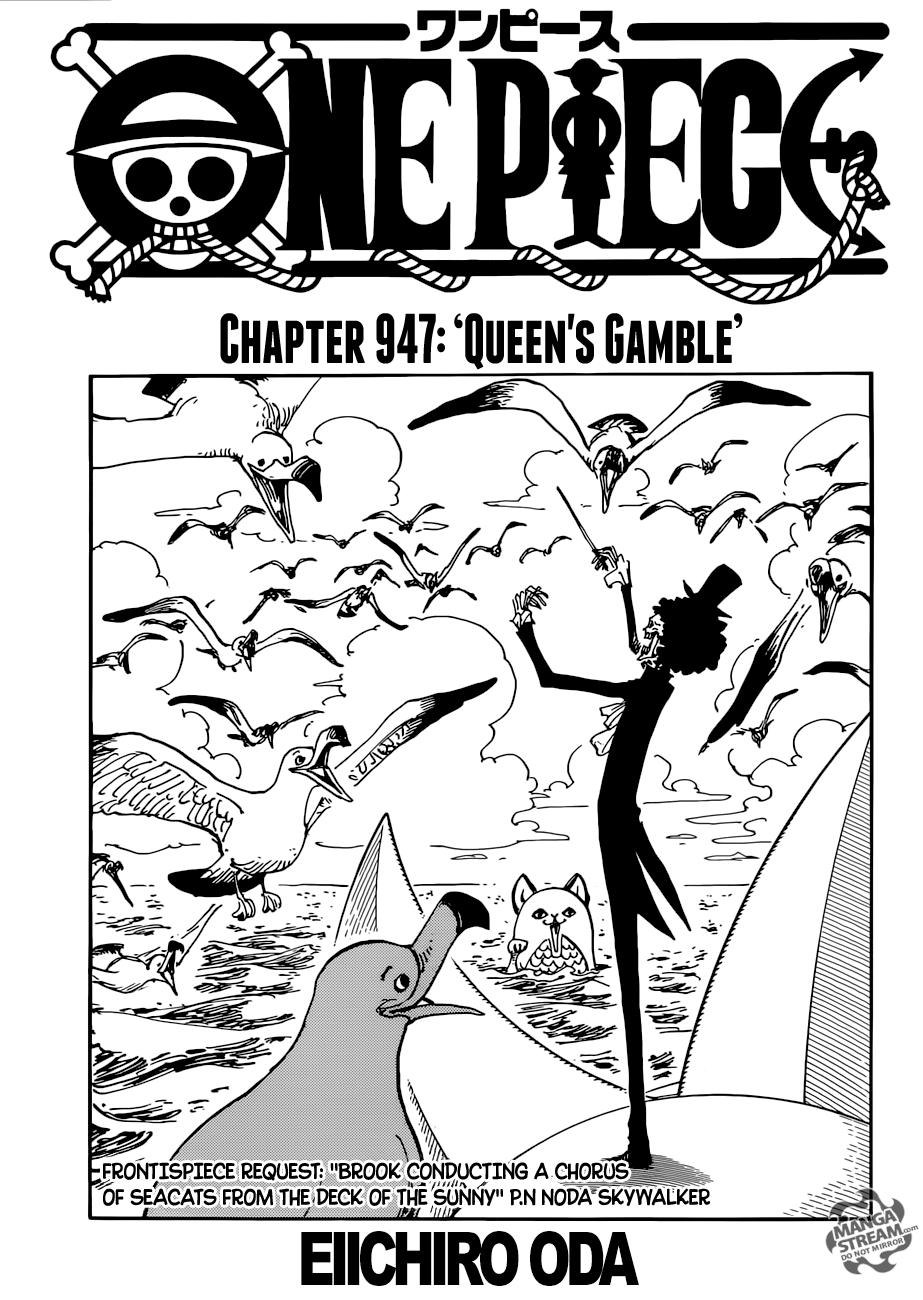 ワンピース
ONE PIECE
CHAPTER 947: ‘QUEEN'S GAMBLE’
FRONTISPIECE REQUEST: "BROOK CONDUCTING A CHORUS
OF SEACATS FROM THE DECK OF THE SUNNY" P.N NODA SKYWALKER
EIICHIRO ODA
MANGA
STREAM.com
DO NOT MIRROR